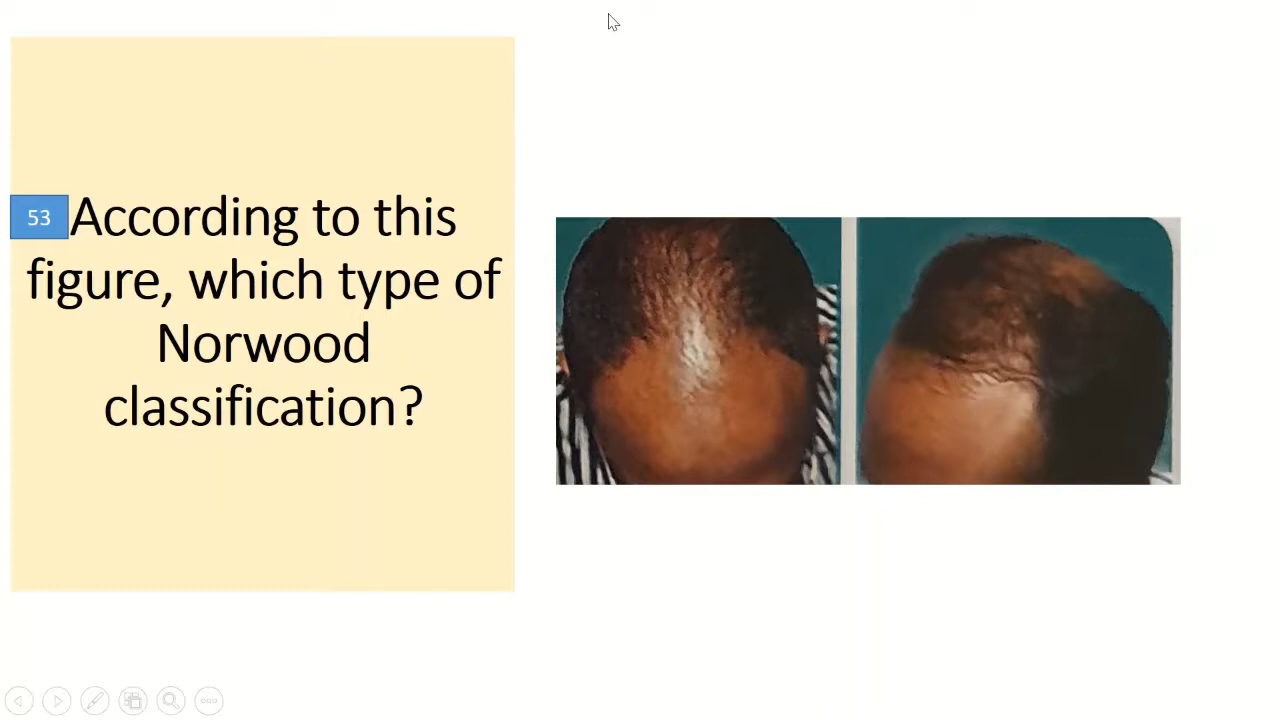 53
According to this
figure, which type of
Norwood
classification?